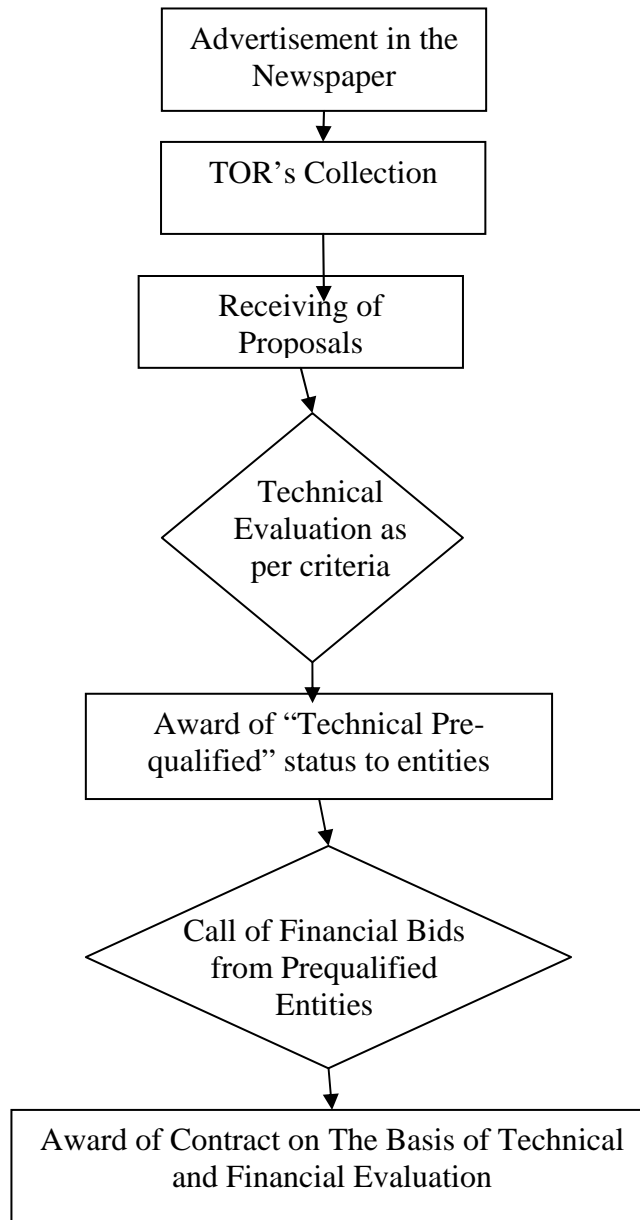 Advertisement in the
Newspaper
TOR’s Collection
Receiving of
Proposals
Technical
Evaluation as
per criteria
Award of “Technical Pre-
qualified” status to entities
Call of Financial Bids
from Prequalified
Entities
Award of Contract on The Basis of Technical
and Financial Evaluation